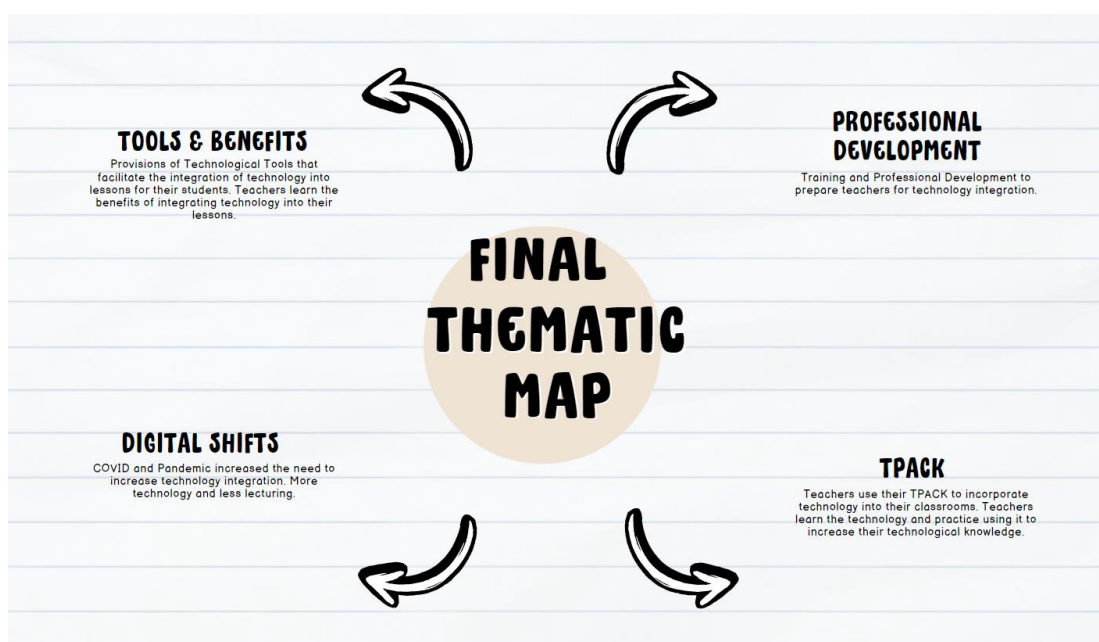 TOOLS & BENEFITS
Provisions of Technological Tools that
facilitate the integration of technology into
lessons for their students. Teachers learn the
benefits of integrating technology into their
lessons.
PROFESSIONAL
DEVELOPMENT
Training and Professional Development to
prepare teachers for technology integration.
FINAL
THEMATIC
MAP
DIGITAL SHIFTS
COVID and Pandemic increased the need to
increase technology integration. More
technology and less lecturing.
TPACK
Teachers use their TPACK to incorporate
technology into their classrooms. Teachers
learn the technology and practice using it to
increase their technological knowledge.